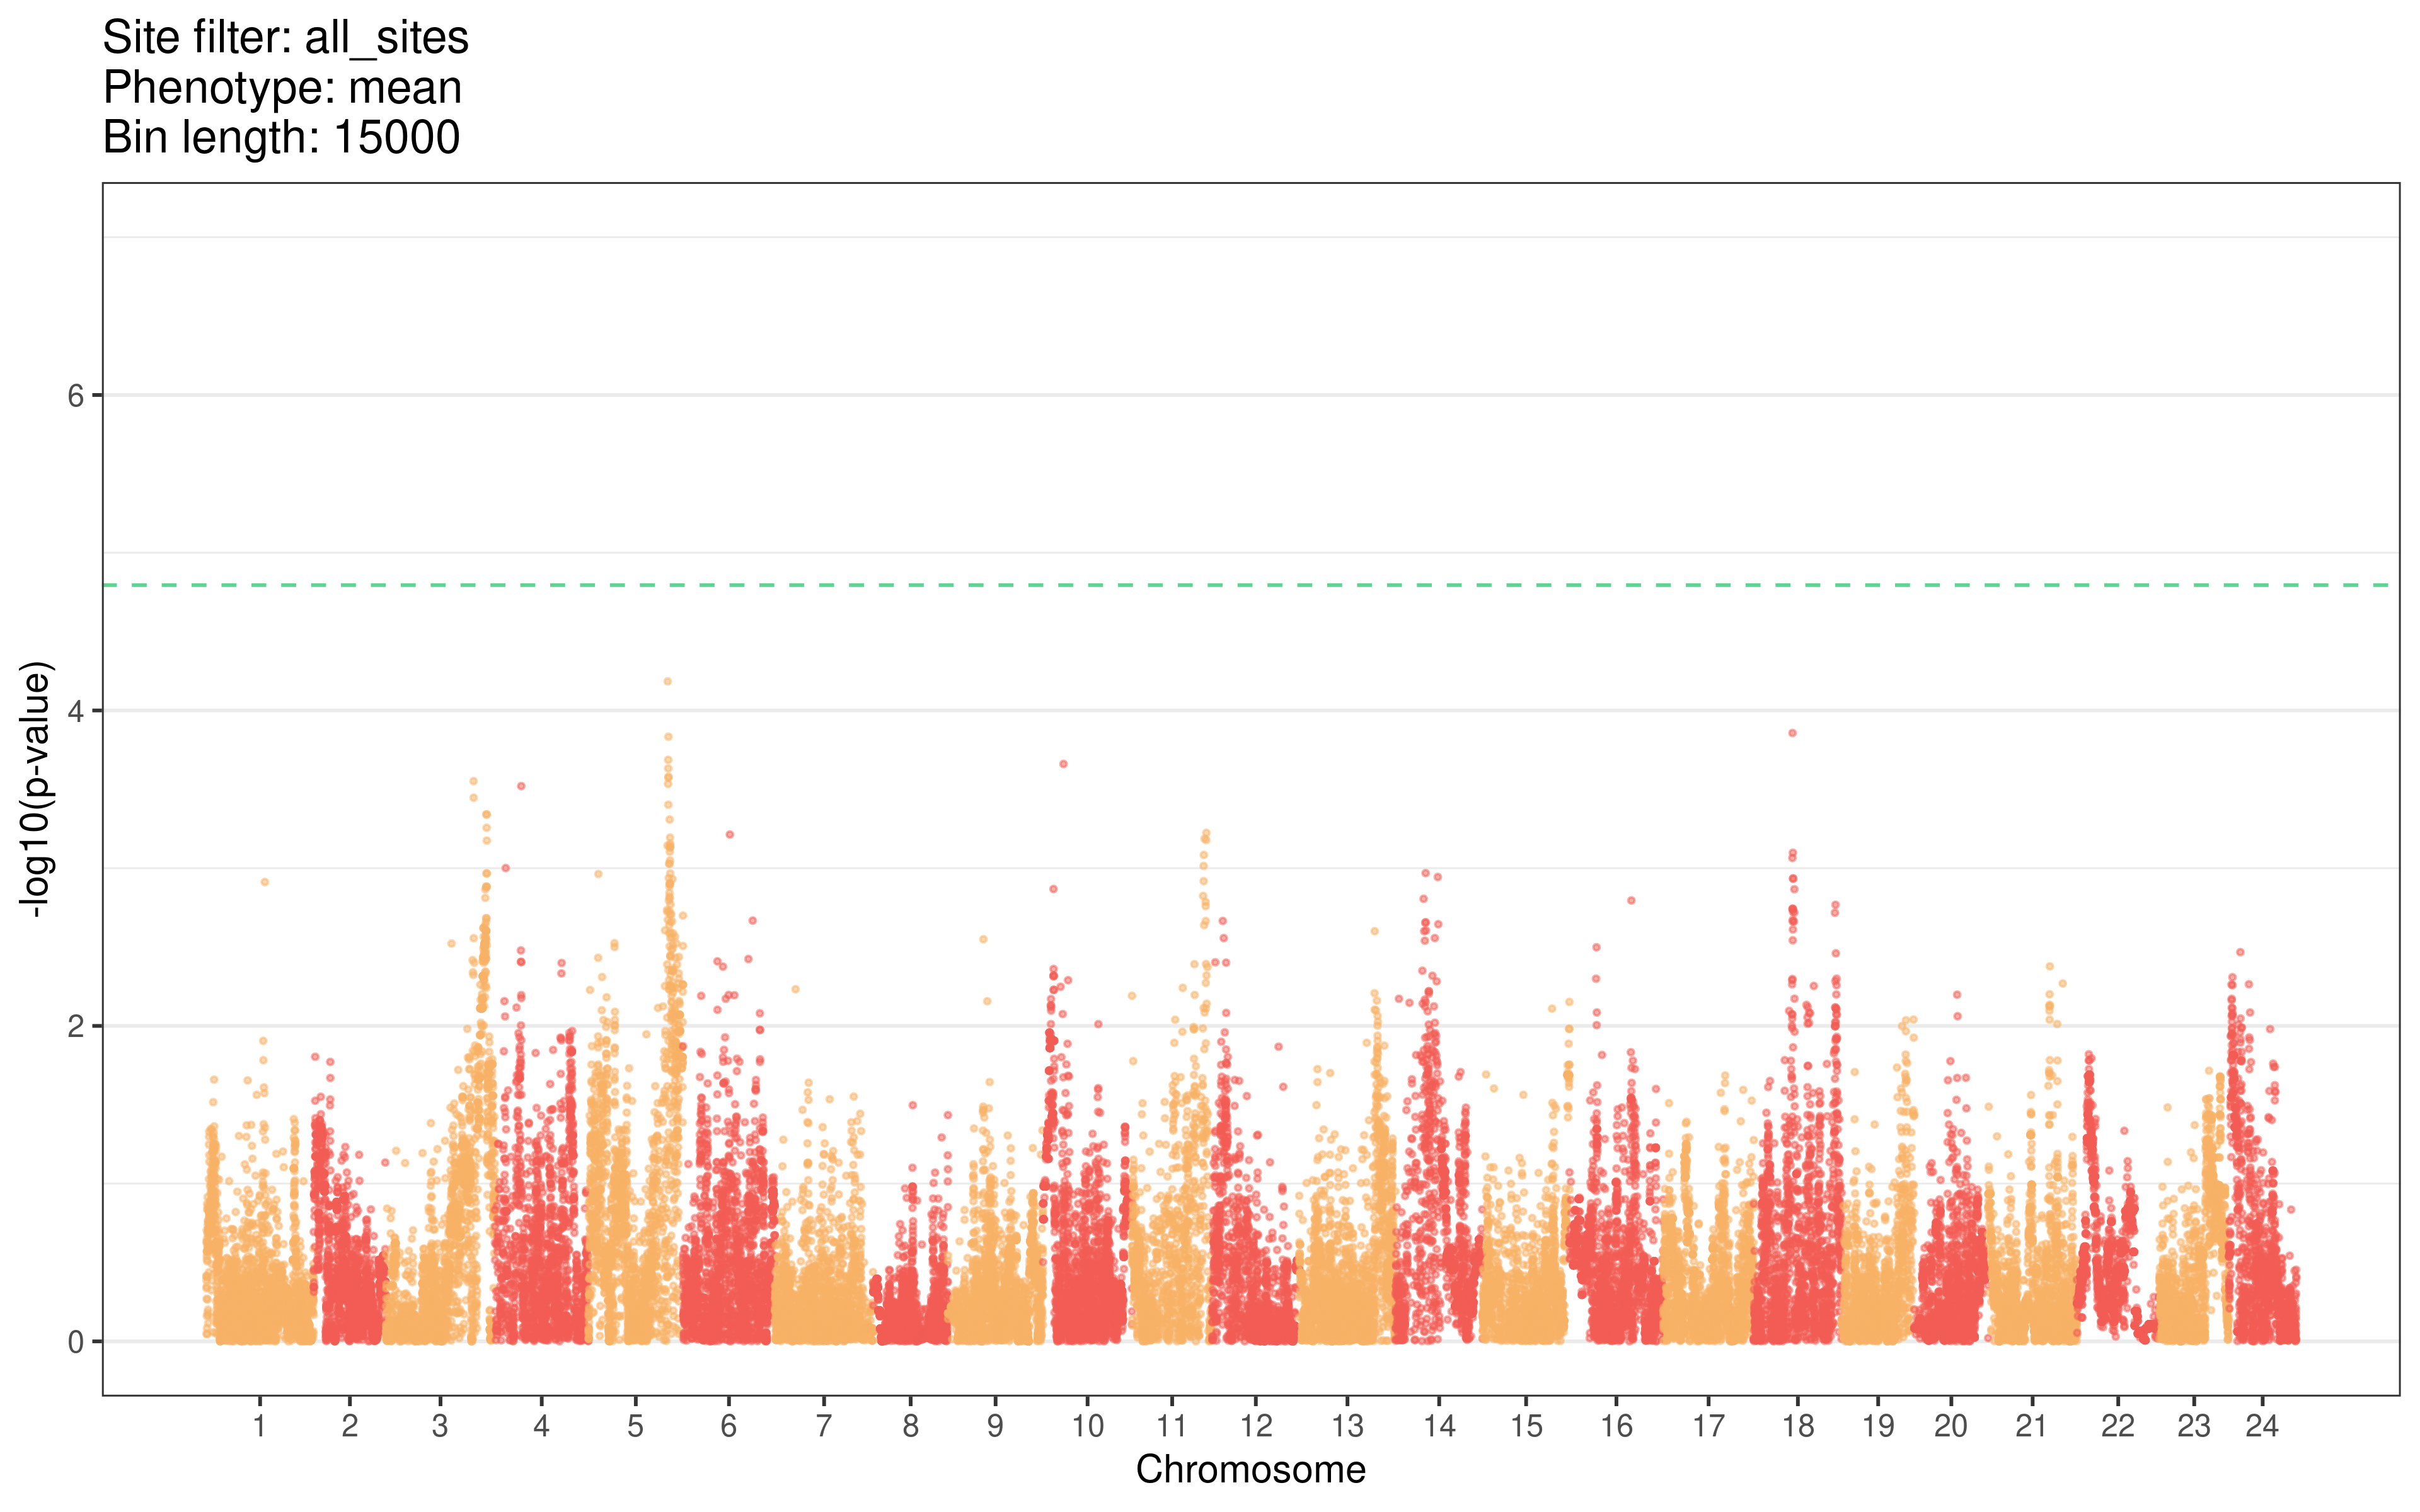 Site filter: all_sites
Phenotype: mean
Bin length: 15000
6
4
2
0
-log10(p-value)
1 2 3 4 5 6 7 8 9 10 11 12 13 14 15 16 17 18 19 20 21 22 23 24
Chromosome